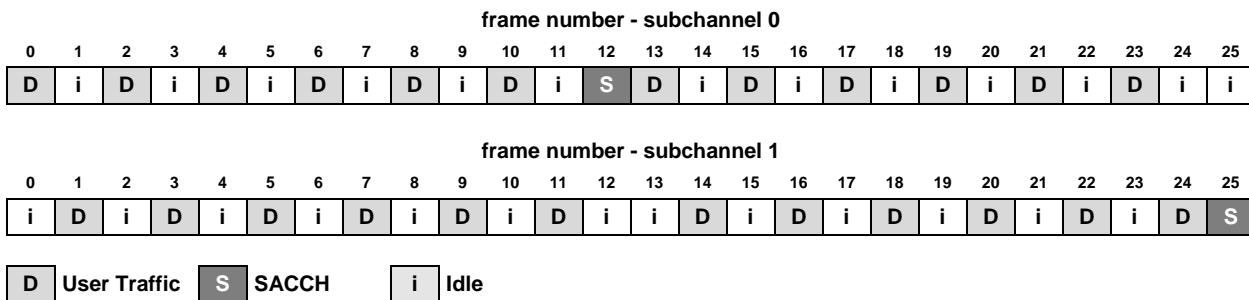 frame number - subchannel 0
0 1 2 3 4 5 6 7 8 9 10 11 12 13 14 15 16 17 18 19 20 21 22 23 24 25
D i D i D i D i D i D i S D i D i D i D i D i D i i
frame number - subchannel 1
0 1 2 3 4 5 6 7 8 9 10 11 12 13 14 15 16 17 18 19 20 21 22 23 24 25
i D i D i D i D i D i D i i D i D i D i D i D i D S
D User Traffic S SACCH i Idle